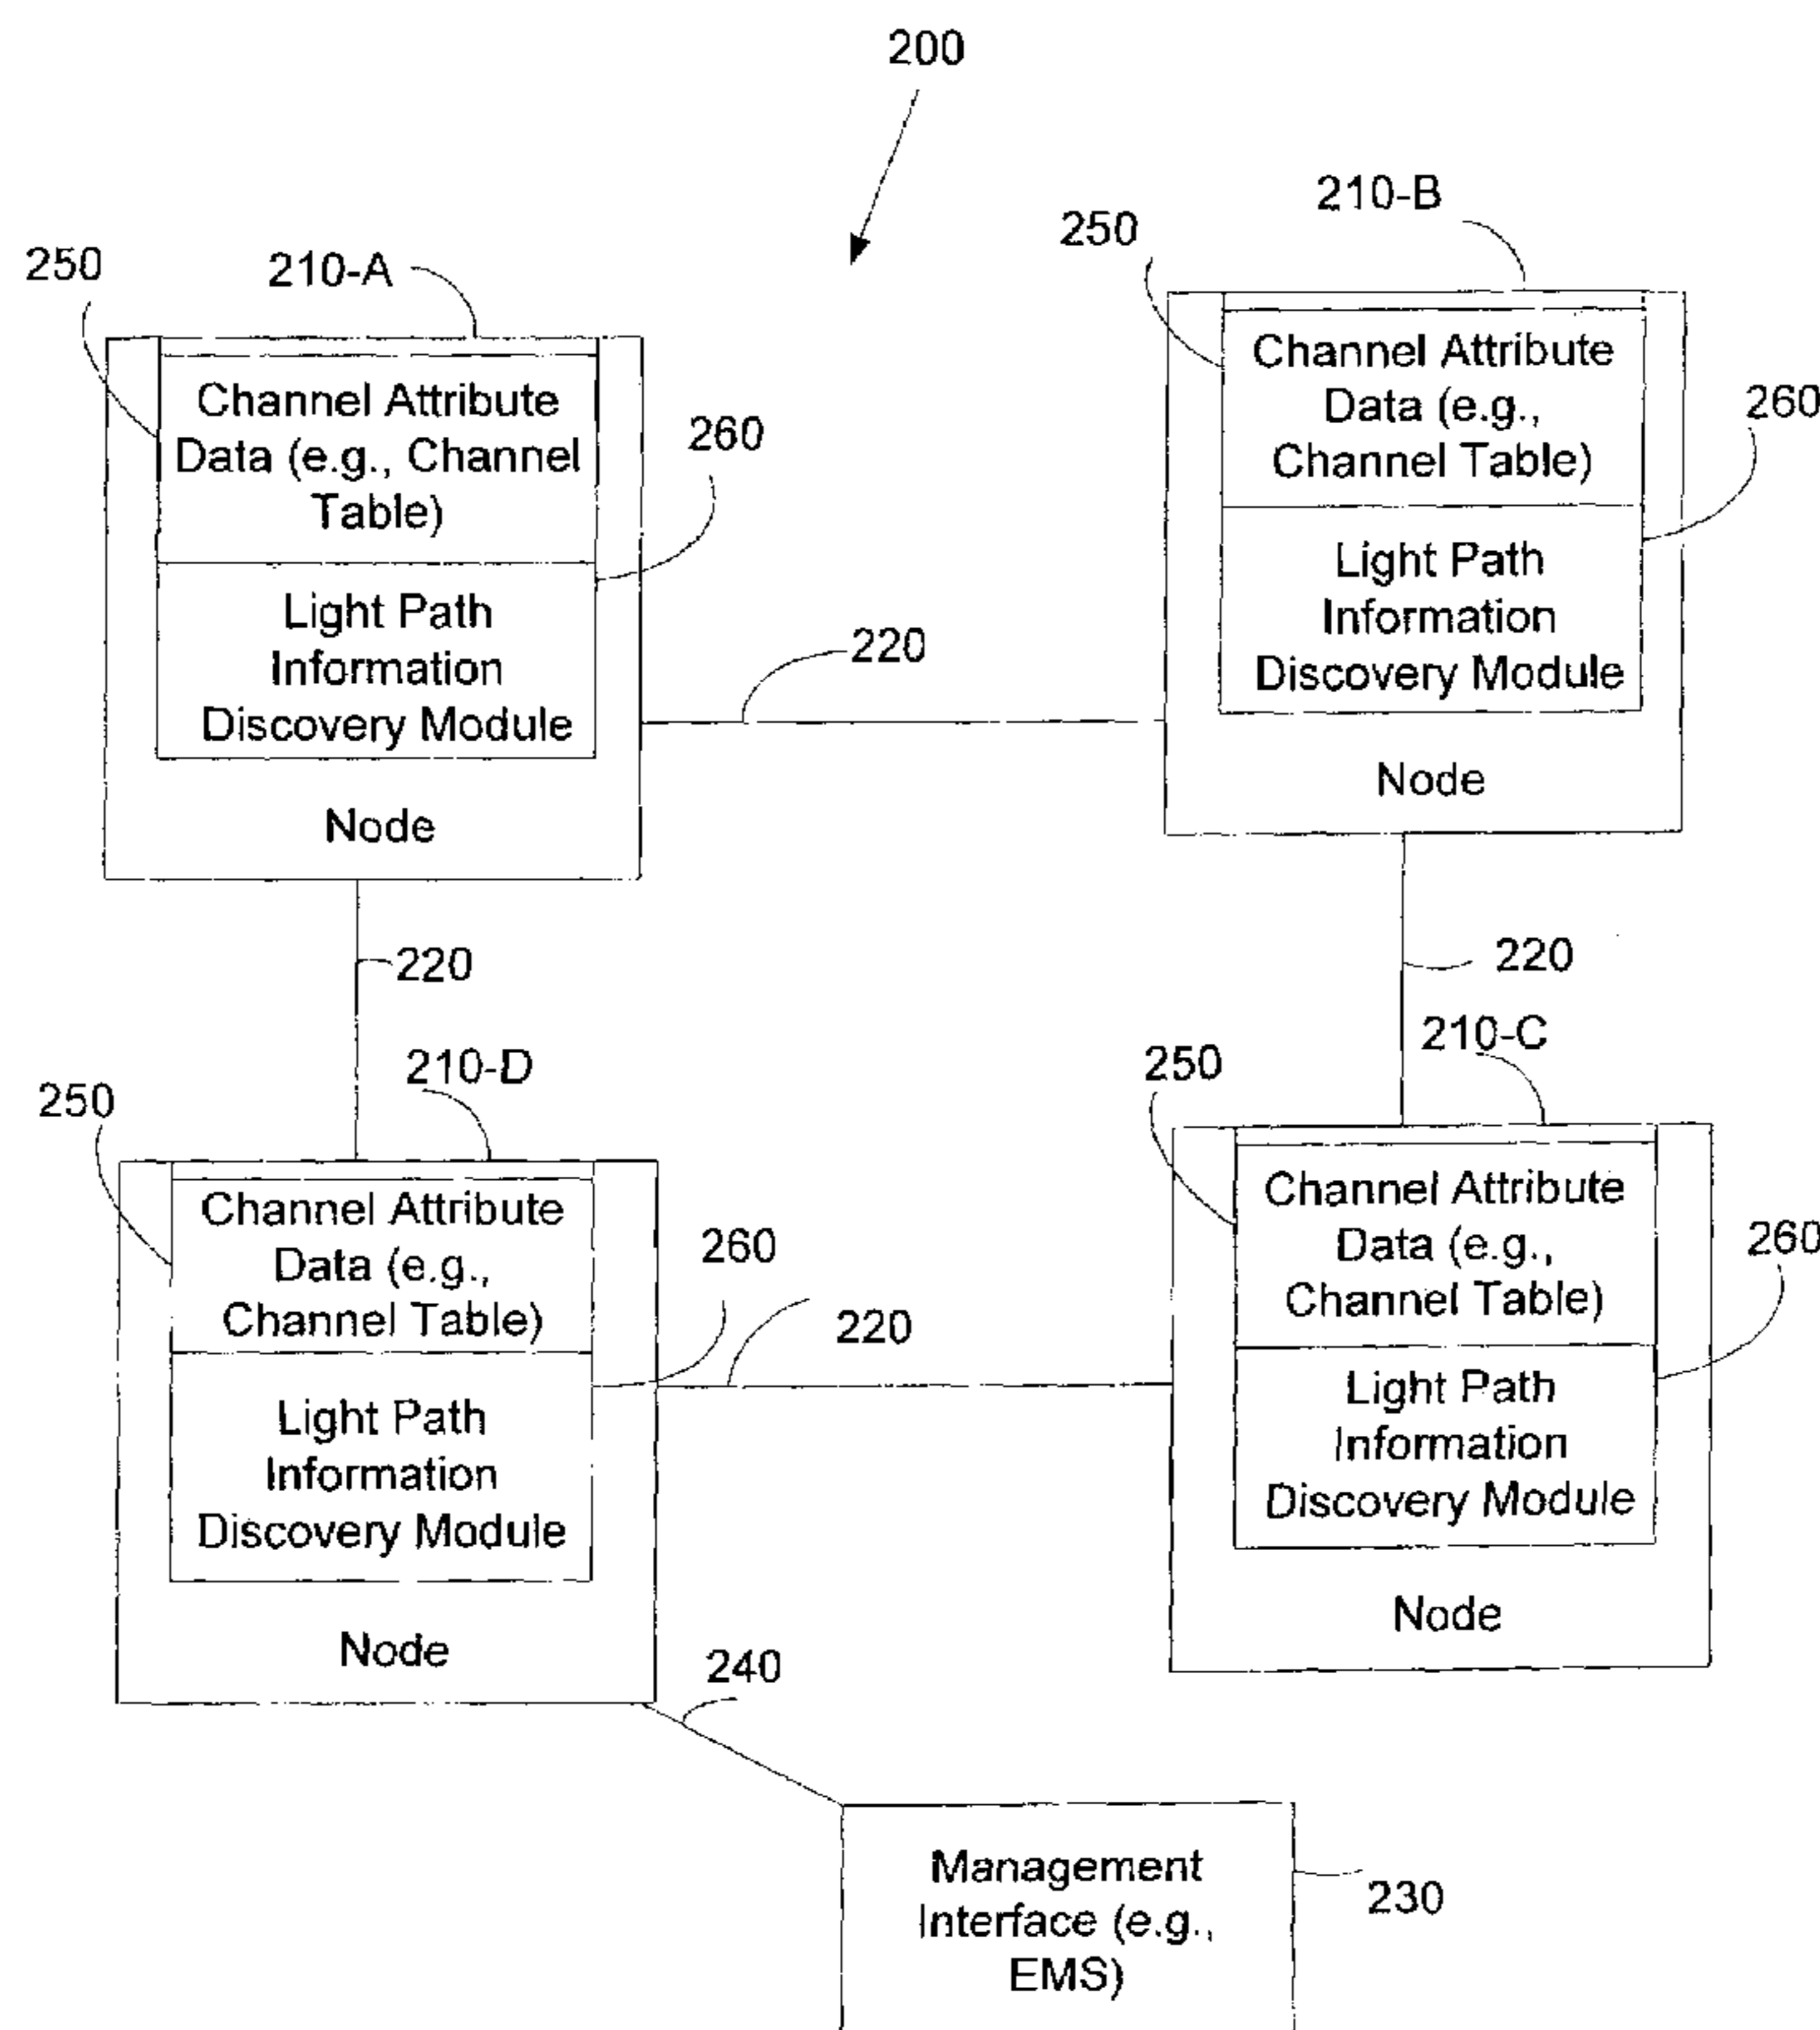 200
210-B
250
250
210-A
Channel Attribute
Data (e.g., Channel
Table)
260
Light Path
Information
Discovery Module
Node
Channel Attribute
Data (e.g.,
Channel Table)
260
Light Path
Information
Discovery Module
Node
220
220
220
210-D
250
Channel Attribute
Data (e.g.,
Channel Table)
260
220
Light Path
Information
Discovery Module
Node
210-C
250
Channel Attribute
Data (e.g.,
Channel Table)
260
Light Path
Information
Discovery Module
Node
240
Management
Interface (e.g.,
EMS)
230